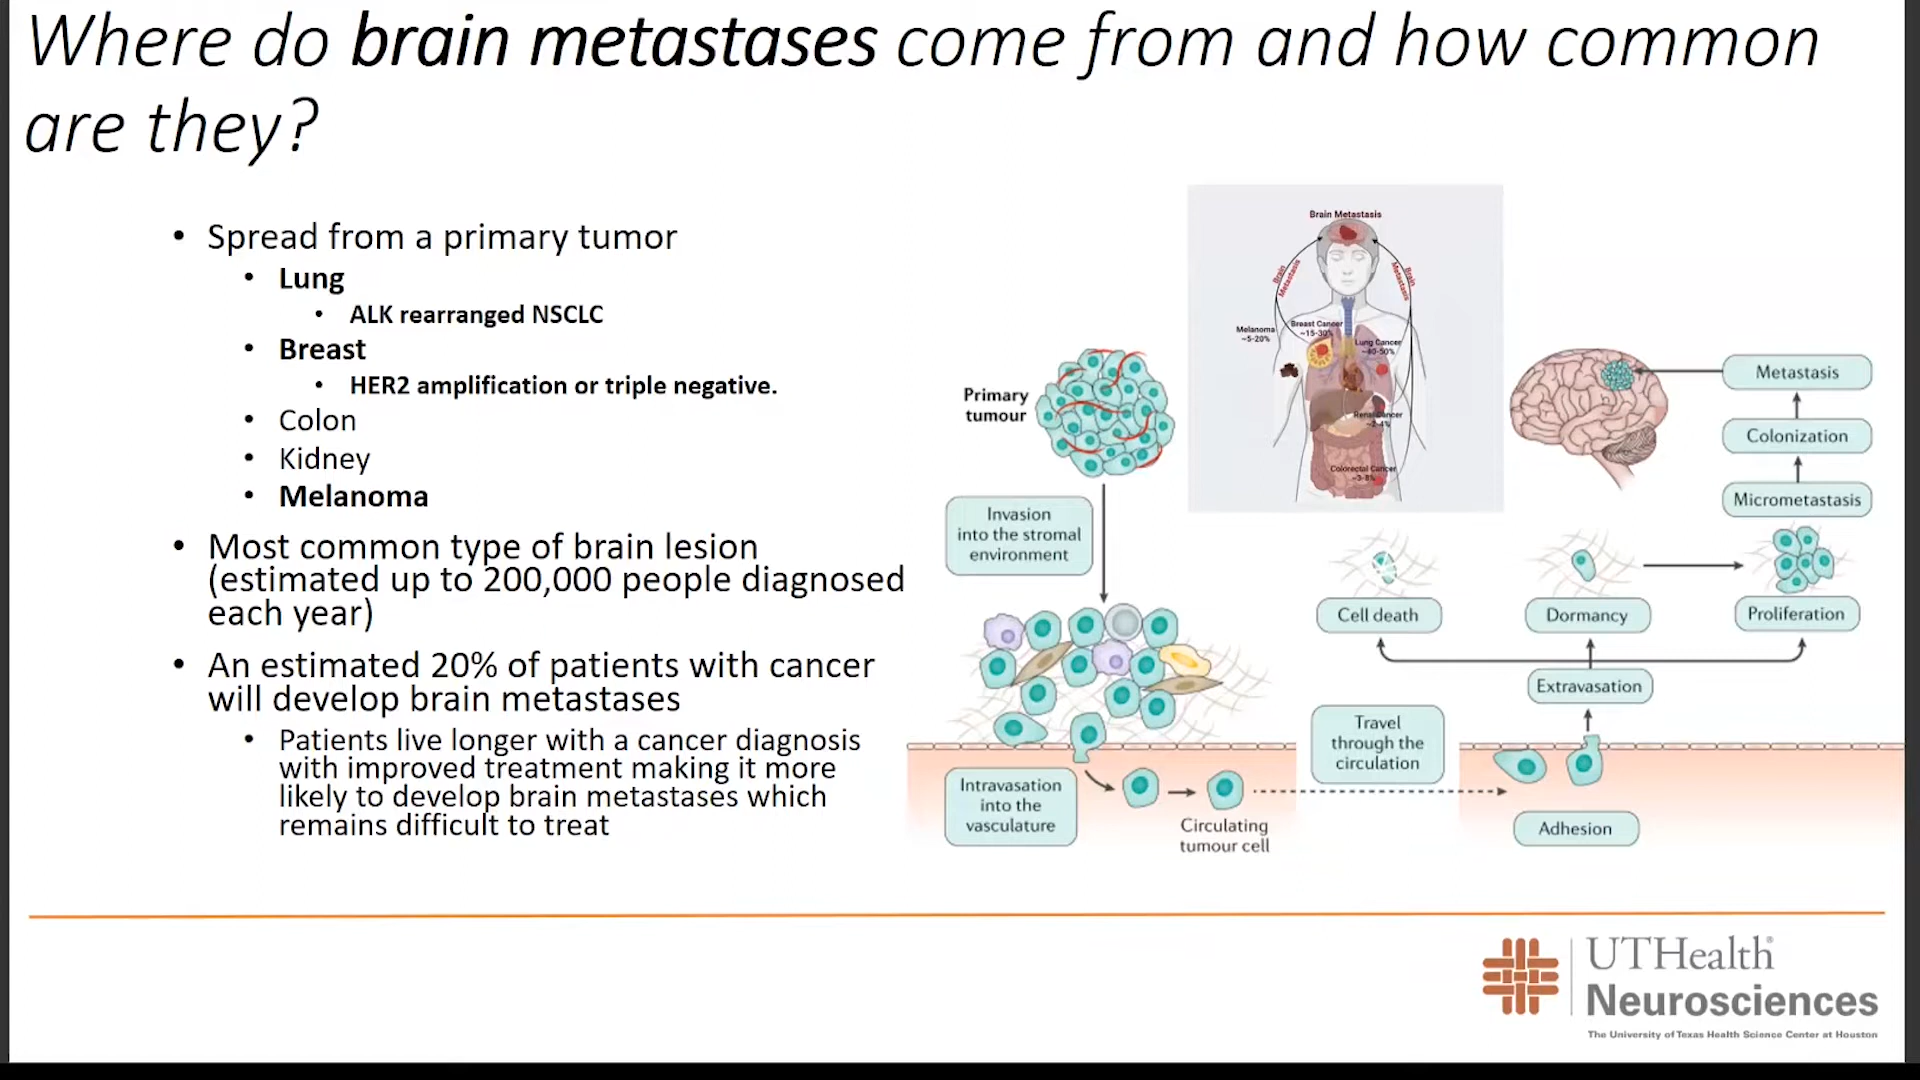 Where do brain metastases come from and how common
are they?
• Spread from a primary tumor
• Lung
• ALK rearranged NSCLC
• Breast
• HER2 amplification or triple negative.
• Colon
• Kidney
• Melanoma
• Most common type of brain lesion
(estimated up to 200,000 people diagnosed
each year)
• An estimated 20% of patients with cancer
will develop brain metastases
• Patients live longer with a cancer diagnosis
with improved treatment making it more
likely to develop brain metastases which
remains difficult to treat
Brain Metastasis
Brain
Metastasis
Brain
Metastasis
Melanoma
~5-20%
Breast Cancer
~15-30%
Lung Cancer
~40-50%
Renal Cancer
~2-4%
Colorectal Cancer
~3-8%
Primary
tumour
Invasion
into the stromal
environment
Intravasation
into the
vasculature
Circulating
tumour cell
Travel
through the
circulation
Adhesion
Extravasation
Cell death
Dormancy
Proliferation
Micrometastasis
Colonization
Metastasis
UTHealth®
Neurosciences
The University of Texas Health Science Center at Houston